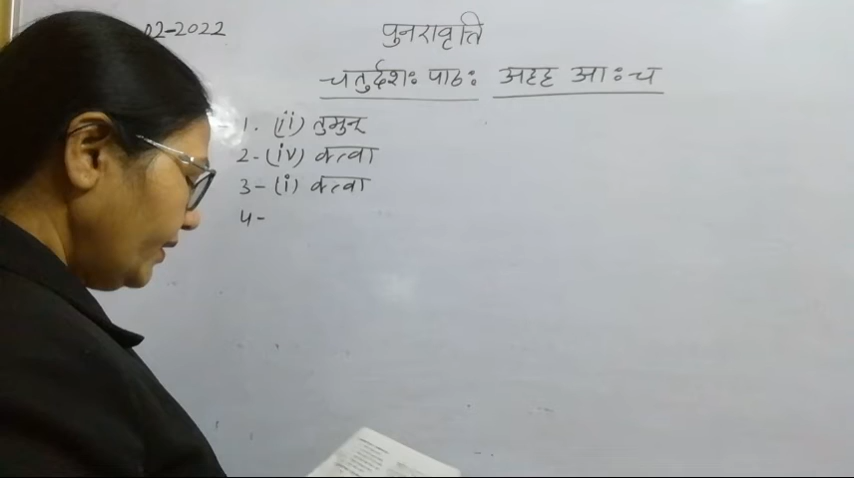 02-2022
पुनरावृत्ति
चतुर्दशः पाठः अहह आः च
1. (ii) तुमुन्
2-(iv) क्त्वा
3-(i) क्त्वा
4-